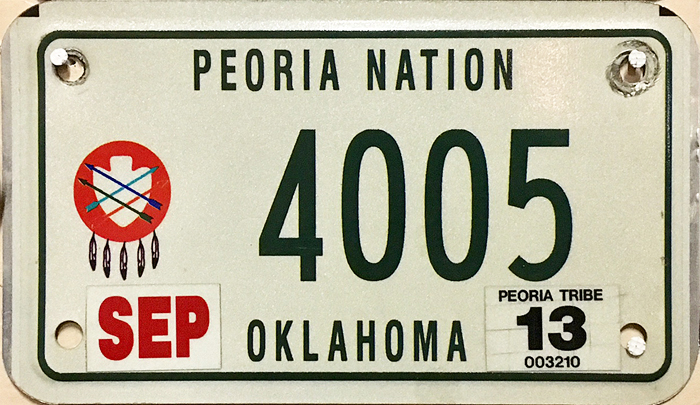 PEORIA NATION
4005
SEP
OKLAHOMA
PEORIA TRIBE
13
003210